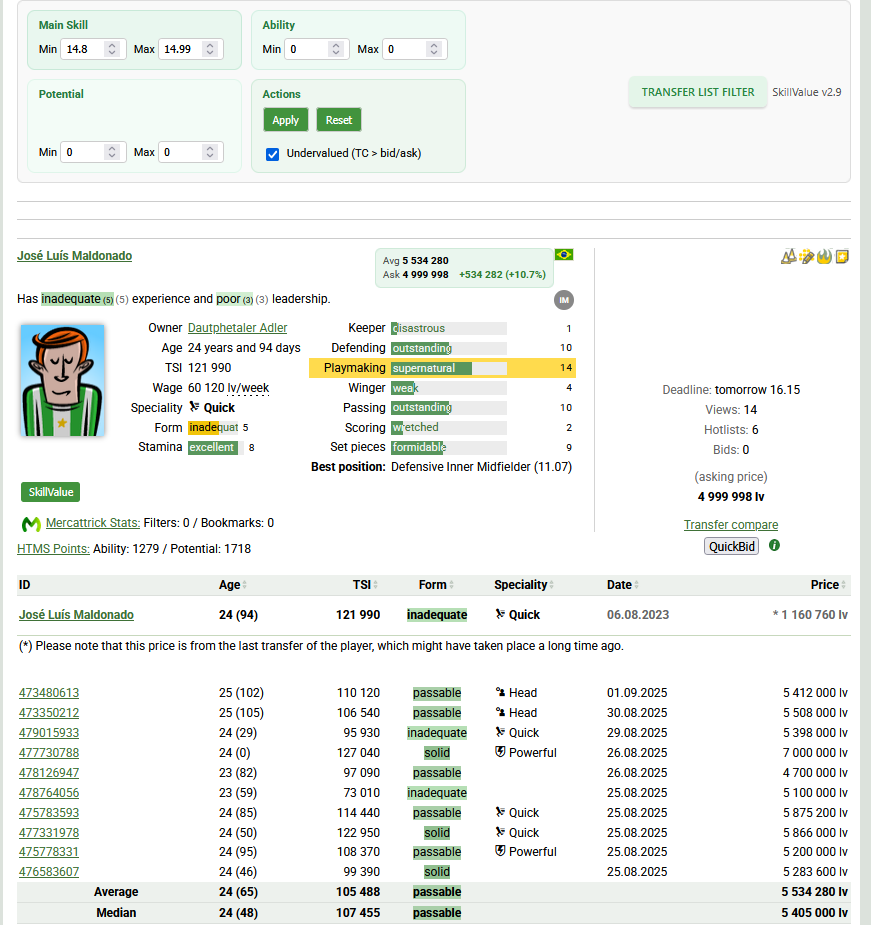 Main Skill
Min 14.8 Max 14.99
Ability
Min 0 Max 0
Potential
Min 0 Max 0
Actions
Apply Reset
Undervalued (TC > bid/ask)
TRANSFER LIST FILTER SkillValue v2.9
José Luís Maldonado
Avg 5 534 280
Ask 4 999 998 +534 282 (+10.7%)
Has inadequate (5) (5) experience and poor (3) (3) leadership.
IM
Owner Dautphetaler Adler
Age 24 years and 94 days
TSI 121 990
Wage 60 120 lv/week
Speciality Quick
Form inadequat 5
Stamina excellent 8
Keeper disastrous 1
Defending outstanding 10
Playmaking supernatural 14
Winger weak 4
Passing outstanding 10
Scoring wretched 2
Set pieces formidable 9
Best position: Defensive Inner Midfielder (11.07)
Deadline: tomorrow 16.15
Views: 14
Hotlists: 6
Bids: 0
(asking price)
4 999 998 lv
Transfer compare
QuickBid i
SkillValue
Mercattrick Stats: Filters: 0 / Bookmarks: 0
HTMS Points: Ability: 1279 / Potential: 1718
ID Age TSI Form Speciality Date Price
José Luís Maldonado 24 (94) 121 990 inadequate Quick 06.08.2023 * 1 160 760 lv
(*) Please note that this price is from the last transfer of the player, which might have taken place a long time ago.
473480613 25 (102) 110 120 passable Head 01.09.2025 5 412 000 lv
473350212 25 (105) 106 540 passable Head 30.08.2025 5 508 000 lv
479015933 24 (29) 95 930 inadequate Quick 29.08.2025 5 398 000 lv
477730788 24 (0) 127 040 solid Powerful 26.08.2025 7 000 000 lv
478126947 23 (82) 97 090 passable 26.08.2025 4 700 000 lv
478764056 23 (59) 73 010 inadequate 25.08.2025 5 100 000 lv
475783593 24 (85) 114 440 passable Quick 25.08.2025 5 875 200 lv
477331978 24 (50) 122 950 solid Quick 25.08.2025 5 866 000 lv
475778331 24 (95) 108 370 passable Powerful 25.08.2025 5 200 000 lv
476583607 24 (46) 99 390 solid 25.08.2025 5 283 600 lv
Average 24 (65) 105 488 passable 5 534 280 lv
Median 24 (48) 107 455 passable 5 405 000 lv